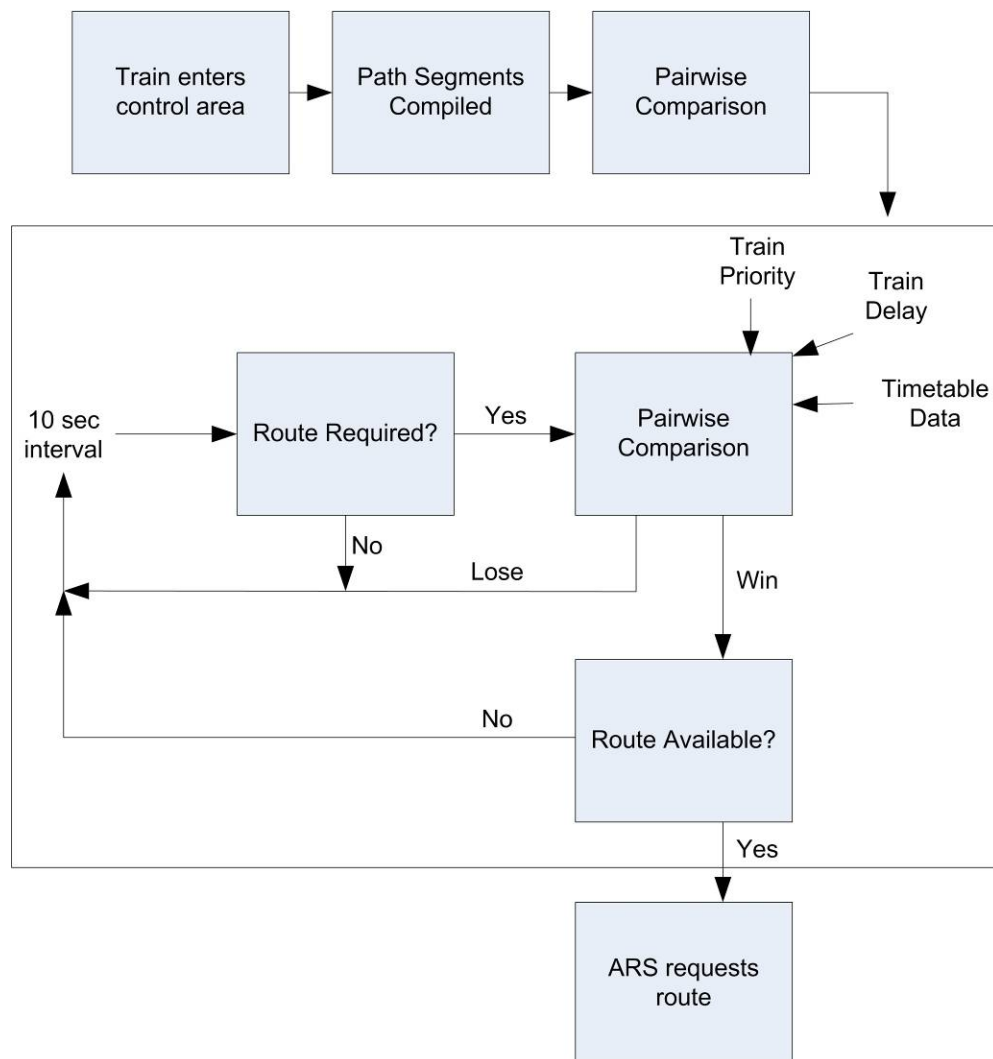 Train enters
control area
Path Segments
Compiled
Pairwise
Comparison
Train
Priority
Train
Delay
Timetable
Data
10 sec
interval
Route Required?
Yes
Pairwise
Comparison
No
Lose
Win
No
Route Available?
Yes
ARS requests
route